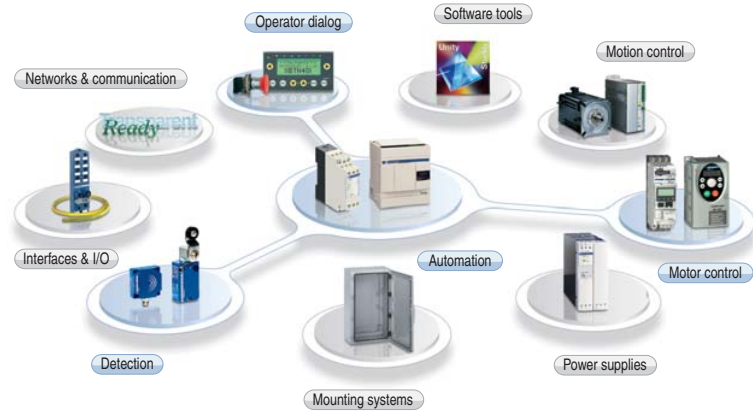 Operator dialog
Software tools
Motion control
Networks & communication
Transparent
Ready
Unity
Studio
Interfaces & I/O
Automation
Motor control
Detection
Power supplies
Mounting systems